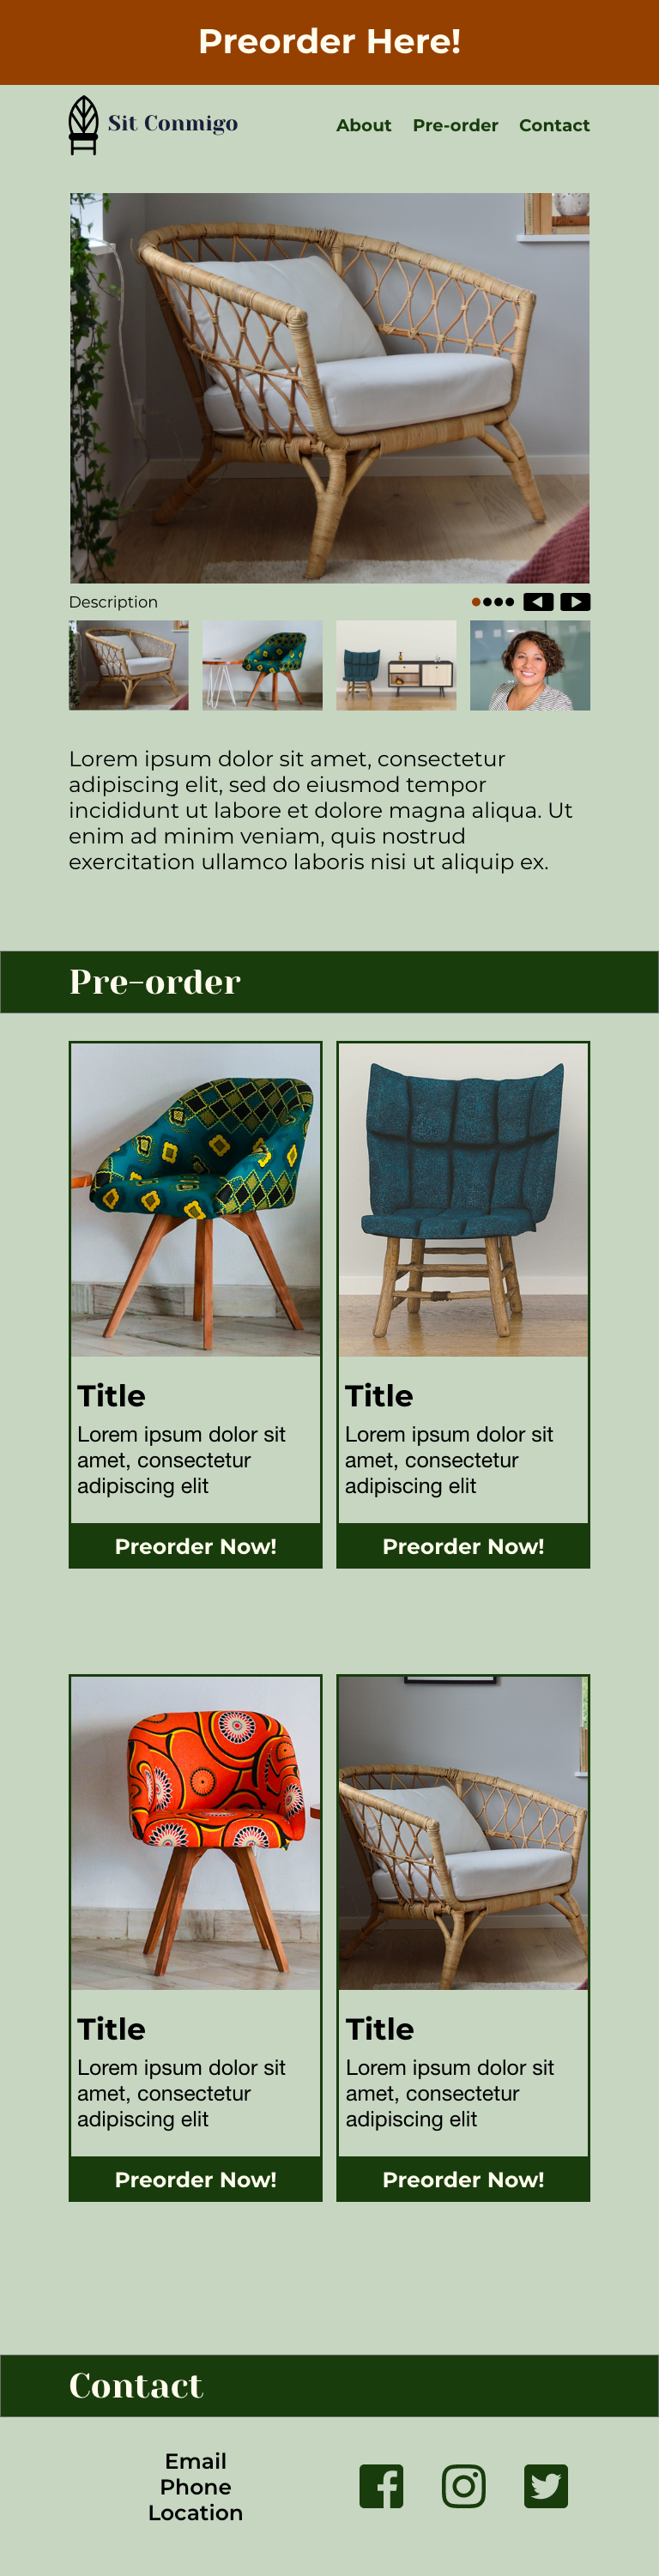 Preorder Here!
Sit Conmigo
About Pre-order Contact
Description
Lorem ipsum dolor sit amet, consectetur
adipiscing elit, sed do eiusmod tempor
incididunt ut labore et dolore magna aliqua. Ut
enim ad minim veniam, quis nostrud
exercitation ullamco laboris nisi ut aliquip ex.
Pre-order
Title
Lorem ipsum dolor sit
amet, consectetur
adipiscing elit
Preorder Now!
Title
Lorem ipsum dolor sit
amet, consectetur
adipiscing elit
Preorder Now!
Title
Lorem ipsum dolor sit
amet, consectetur
adipiscing elit
Preorder Now!
Title
Lorem ipsum dolor sit
amet, consectetur
adipiscing elit
Preorder Now!
Contact
Email
Phone
Location